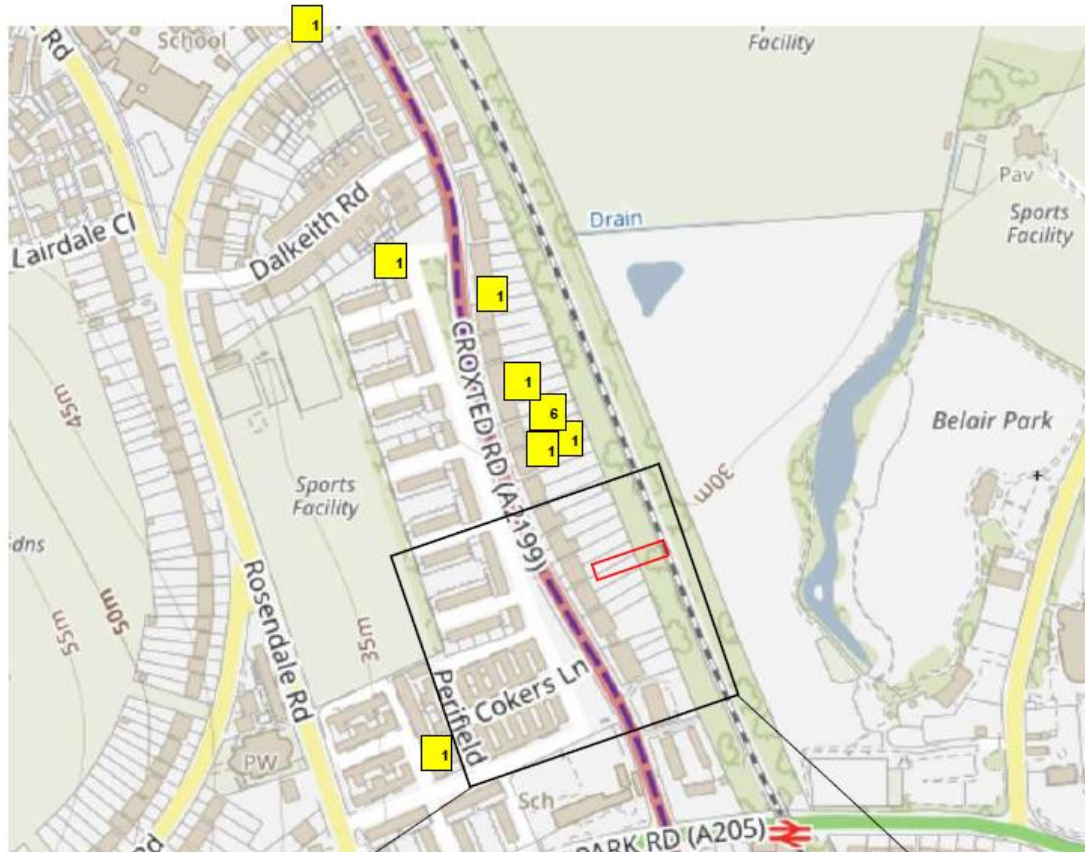 1
School
Facility
Rd
Pav
Sports
Facility
Drain
Lairdale Cl
Dalkeith Rd
1
1
CROXTED RD (A2199)
1
6
1
1
45m
Belair Park
30m
Sports
Facility
dns
50m
55m
35m
Rosendale Rd
Perifield
Cokers Ln
1
PW
Sch
PARK RD (A205)